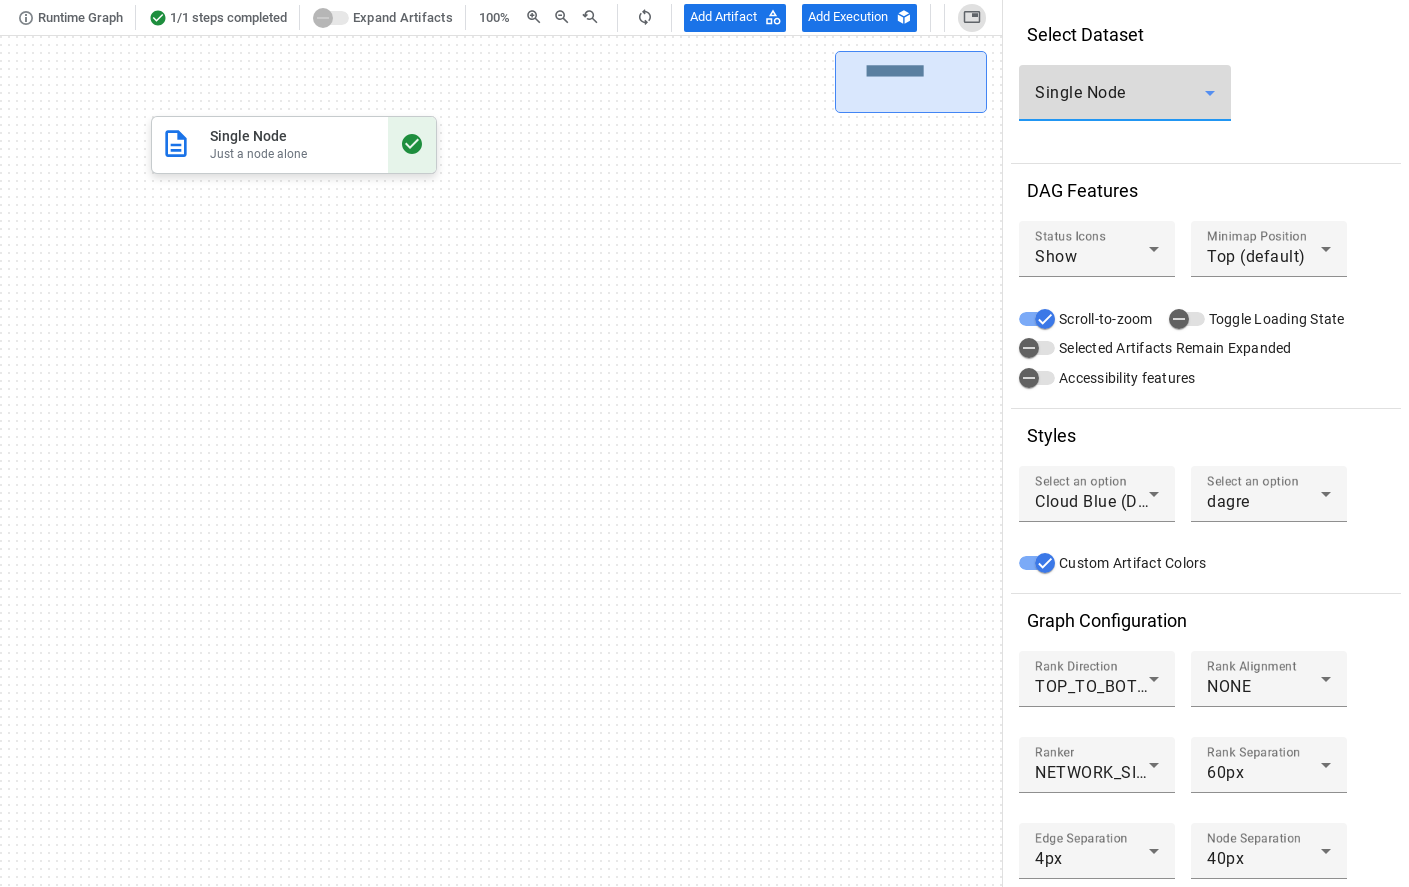 Runtime Graph
1/1 steps completed
Expand Artifacts
100%
Add Artifact
Add Execution
Single Node
Just a node alone
Select Dataset
Single Node
DAG Features
Status Icons
Show
Minimap Position
Top (default)
Scroll-to-zoom
Toggle Loading State
Selected Artifacts Remain Expanded
Accessibility features
Styles
Select an option
Cloud Blue (D...
Select an option
dagre
Custom Artifact Colors
Graph Configuration
Rank Direction
TOP_TO_BOT...
Rank Alignment
NONE
Ranker
NETWORK_SI...
Rank Separation
60px
Edge Separation
4px
Node Separation
40px